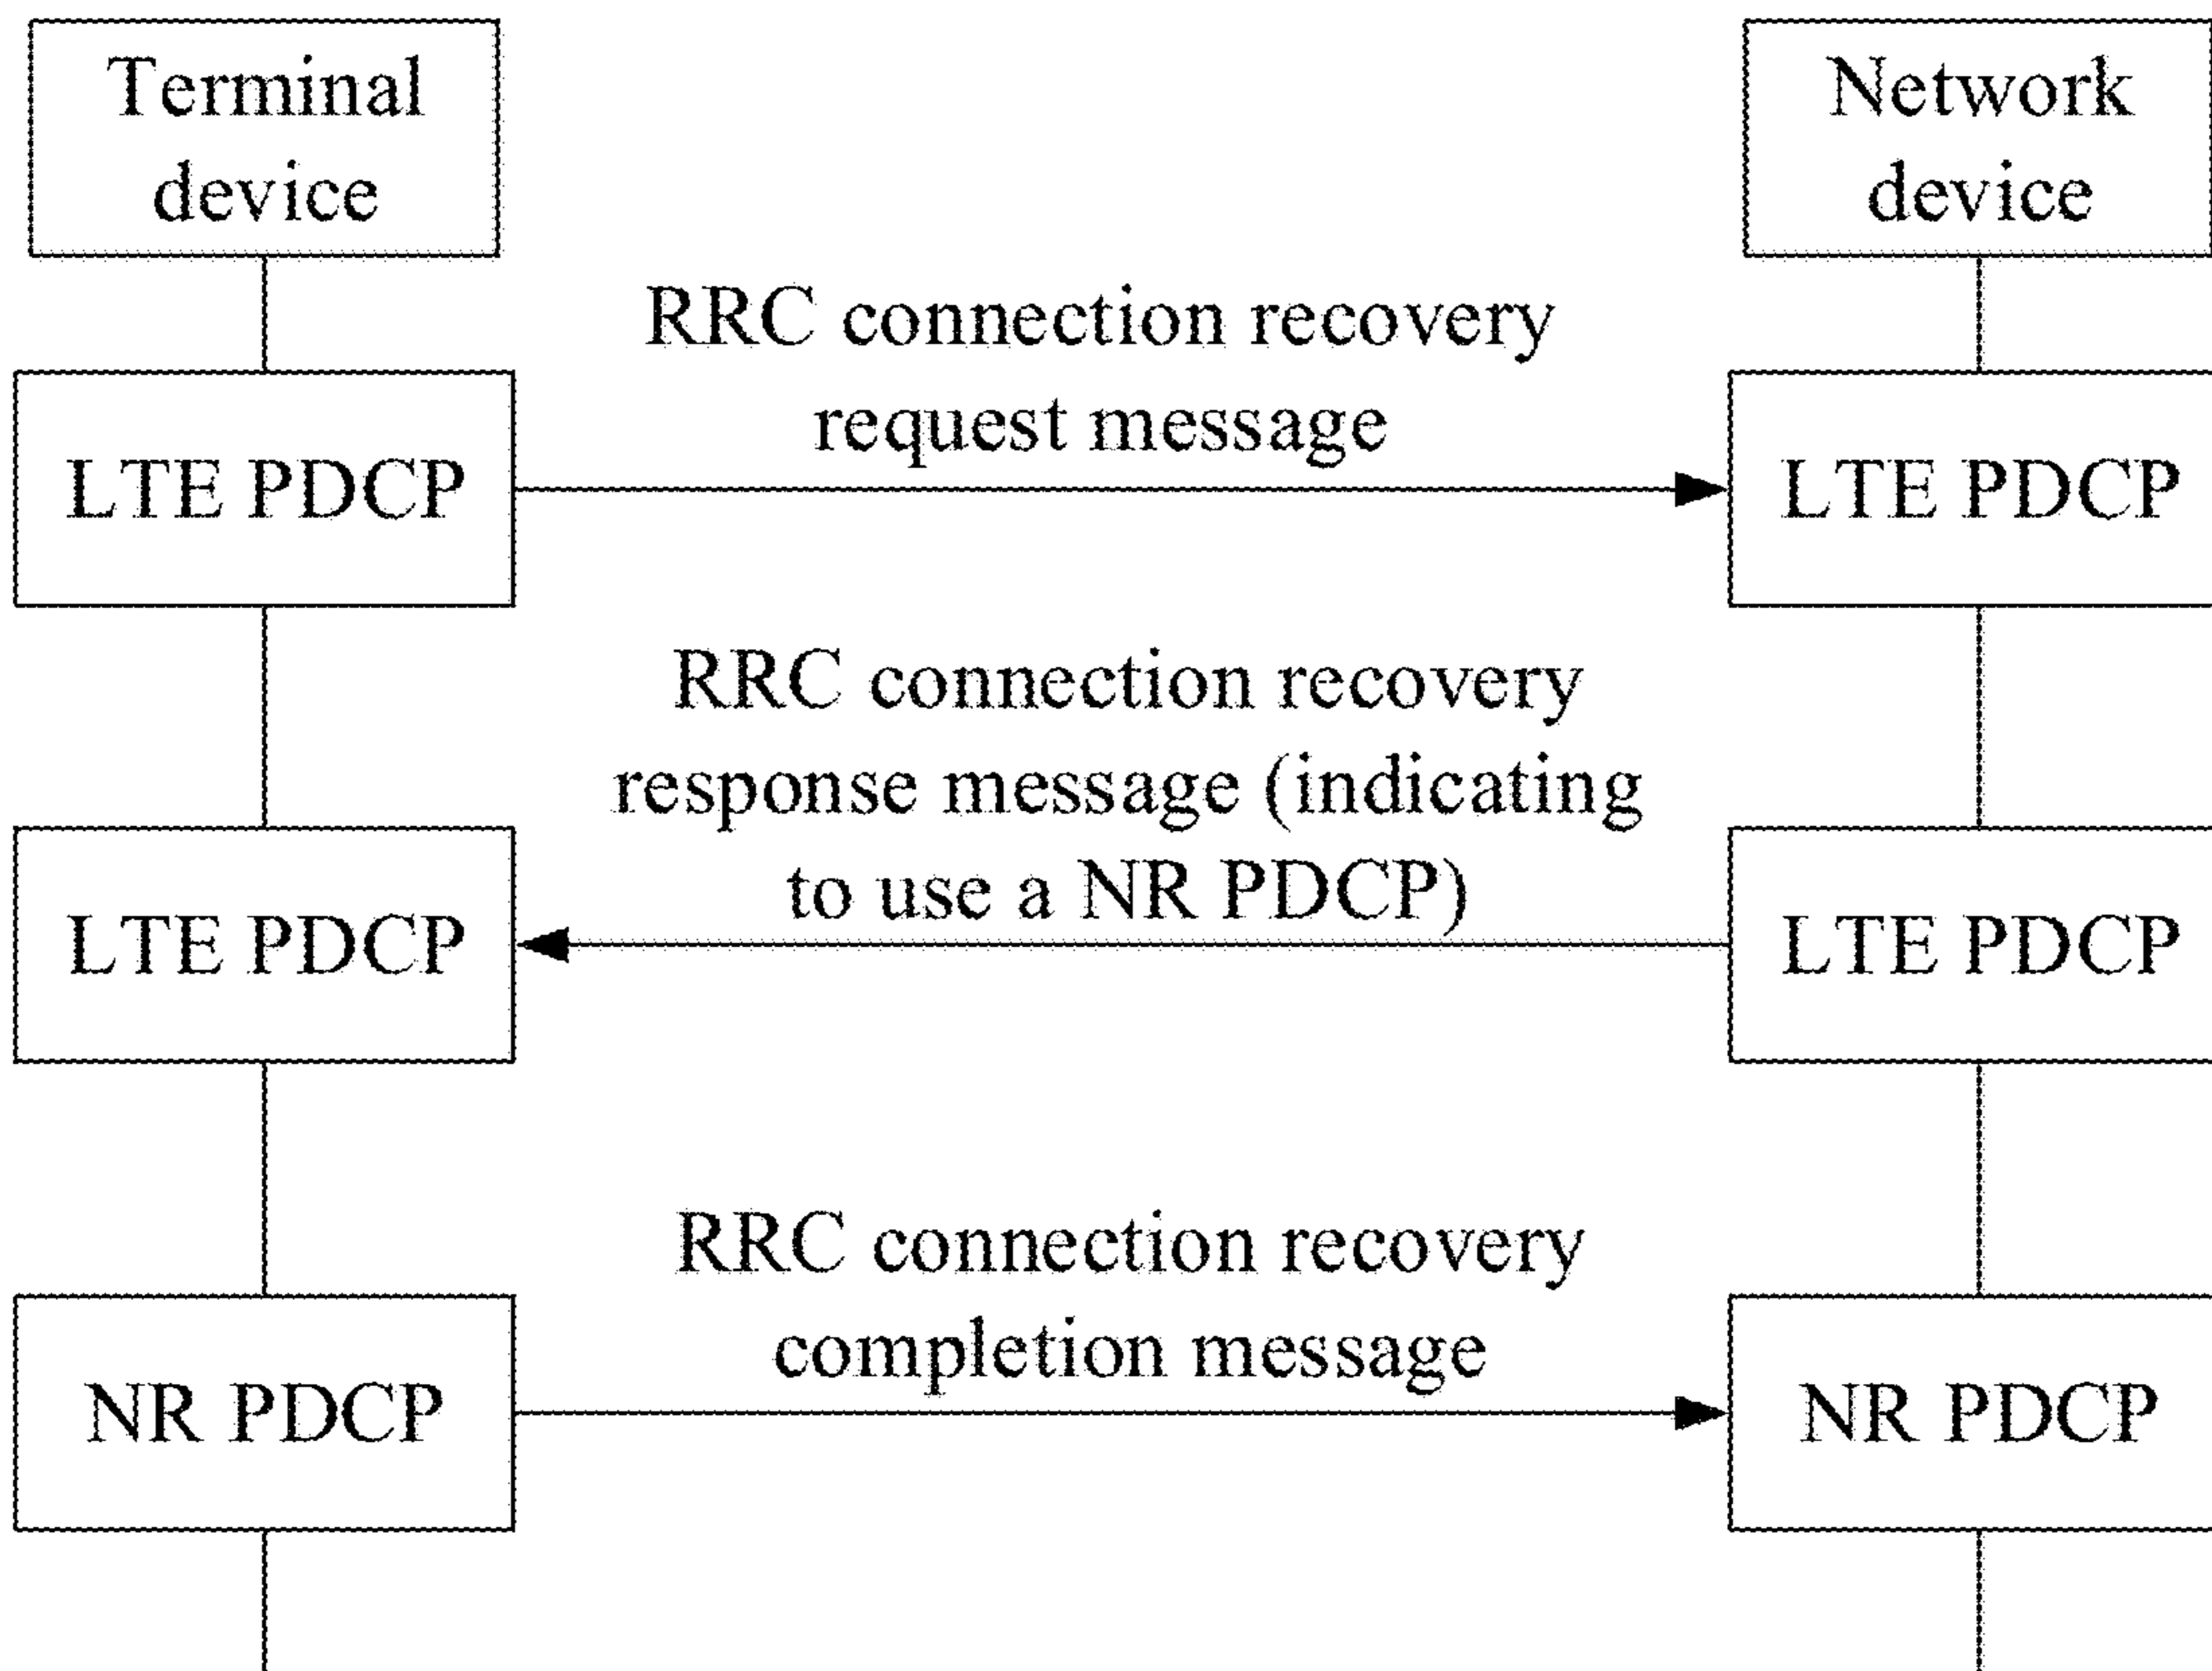 Terminal
device
Network
device
RRC connection recovery
request message
LTE PDCP
LTE PDCP
RRC connection recovery
response message (indicating
to use a NR PDCP)
LTE PDCP
LTE PDCP
RRC connection recovery
completion message
NR PDCP
NR PDCP